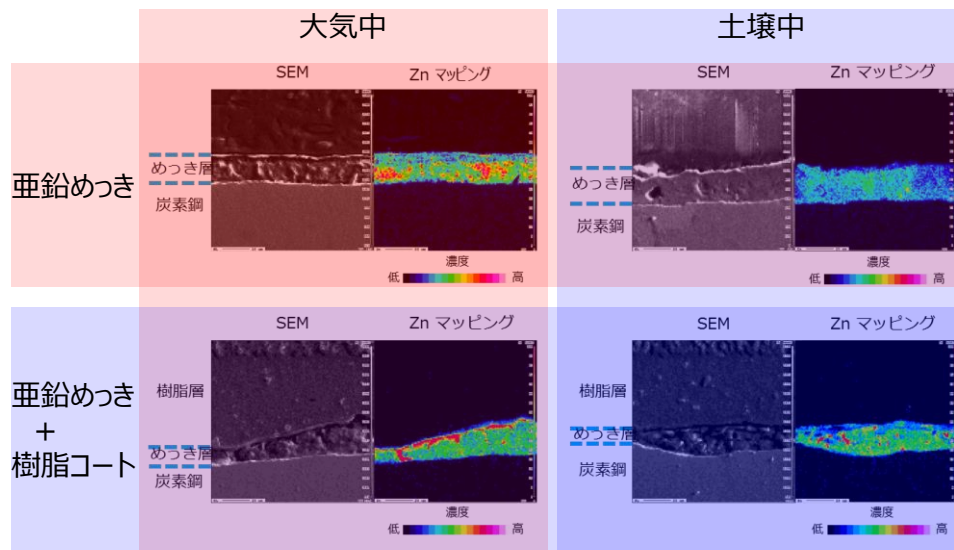 大気中
土壌中
SEM
Zn マッピング
SEM
Zn マッピング
亜鉛めっき
めっき層
炭素鋼
めっき層
炭素鋼
濃度
低
高
濃度
低
高
SEM
Zn マッピング
SEM
Zn マッピング
亜鉛めっき
+
樹脂コート
樹脂層
めっき層
炭素鋼
樹脂層
めっき層
炭素鋼
濃度
低
高
濃度
低
高